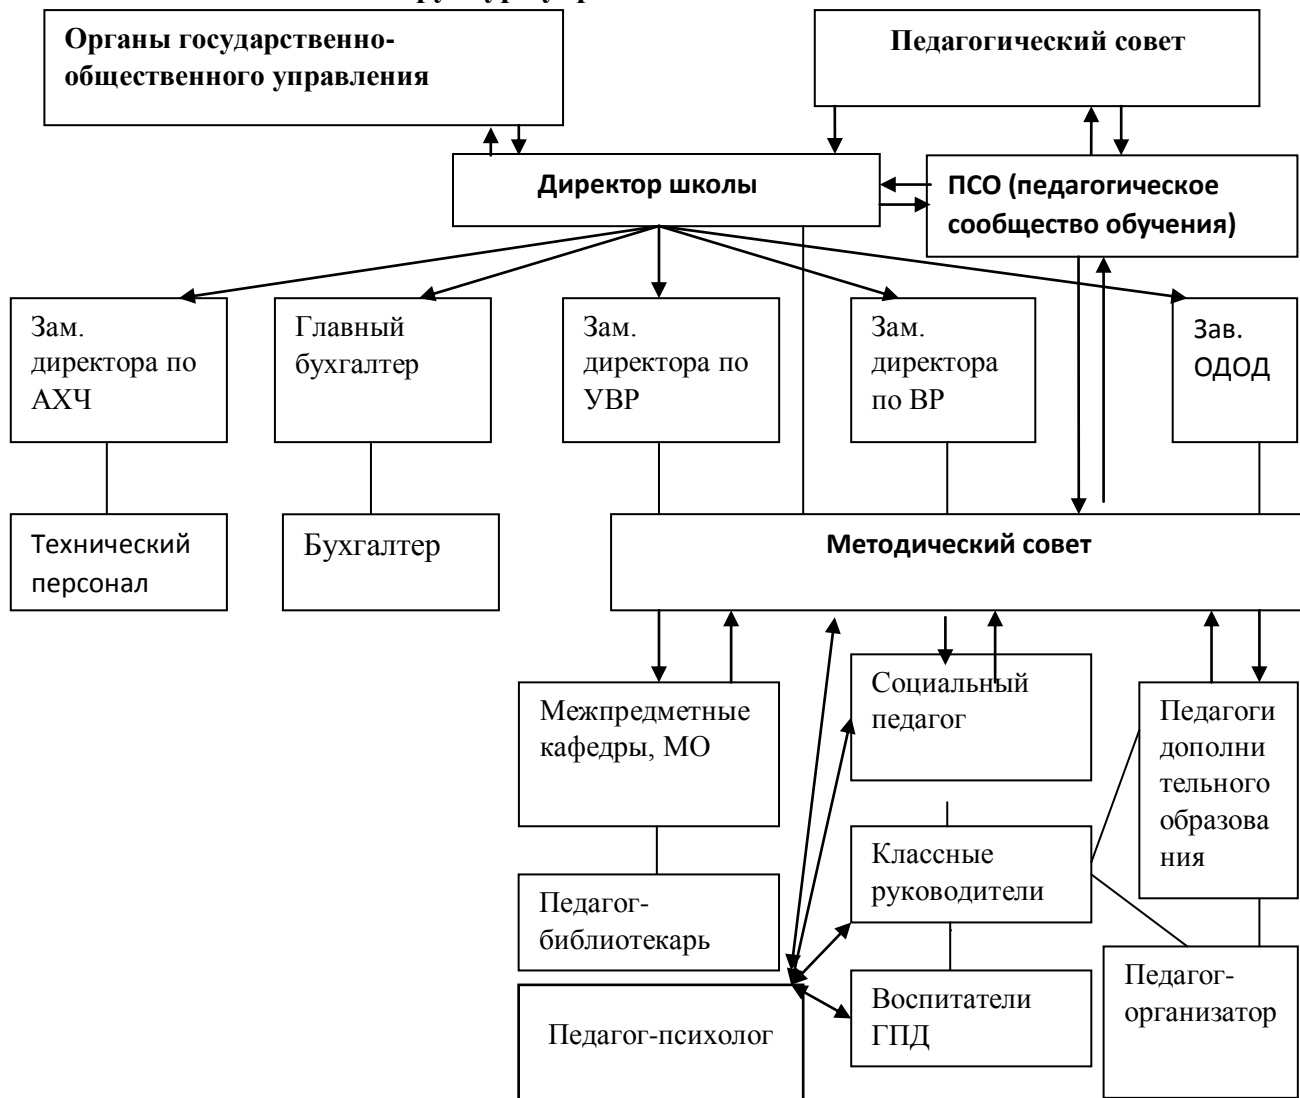 Органы государственно-
общественного управления
Педагогический совет
Директор школы
ПСО (педагогическое
сообщество обучения)
Зам.
директора по
АХЧ
Главный
бухгалтер
Зам.
директора по
УВР
Зам.
директора
по ВР
Зав.
ОДОД
Технический
персонал
Бухгалтер
Методический совет
Межпредметные
кафедры, МО
Социальный
педагог
Педагоги
дополни
тельного
образова
ния
Классные
руководители
Педагог-
библиотекарь
Педагог-
организатор
Воспитатели
ГПД
Педагог-психолог